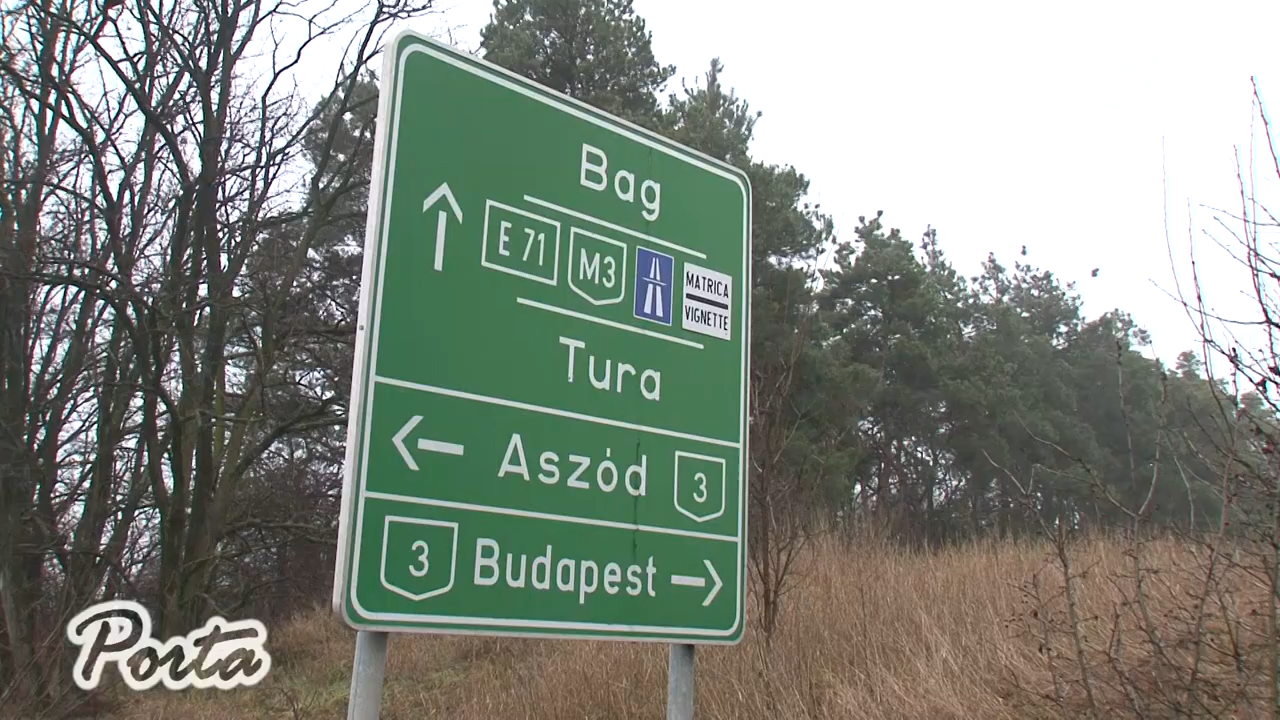 Bag
E 71 M3 MATRICA
VIGNETTE
Tura
Aszód 3
3 Budapest
Porta